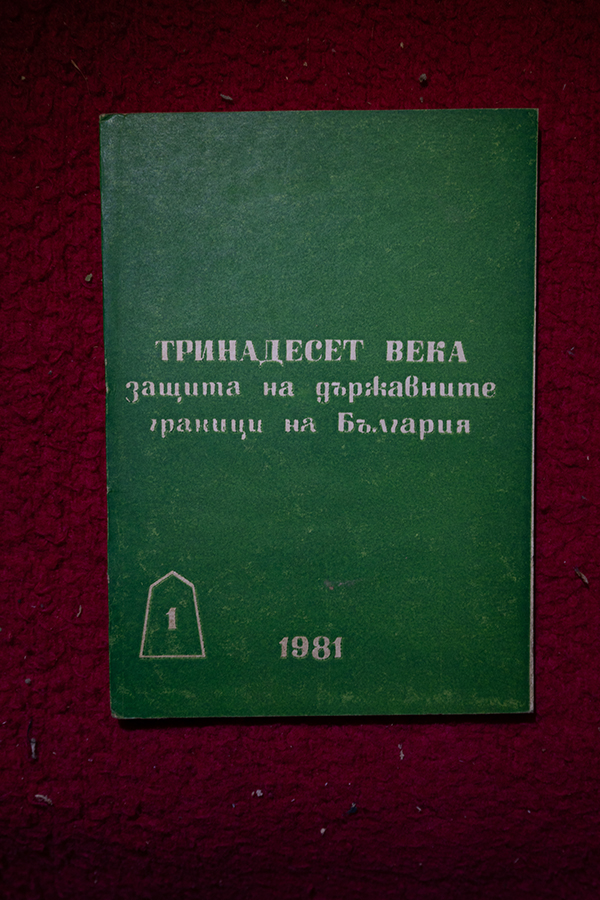 ТРИНАДЕСЕТ ВЕКА
защита на държавните
граници на България
1
1981